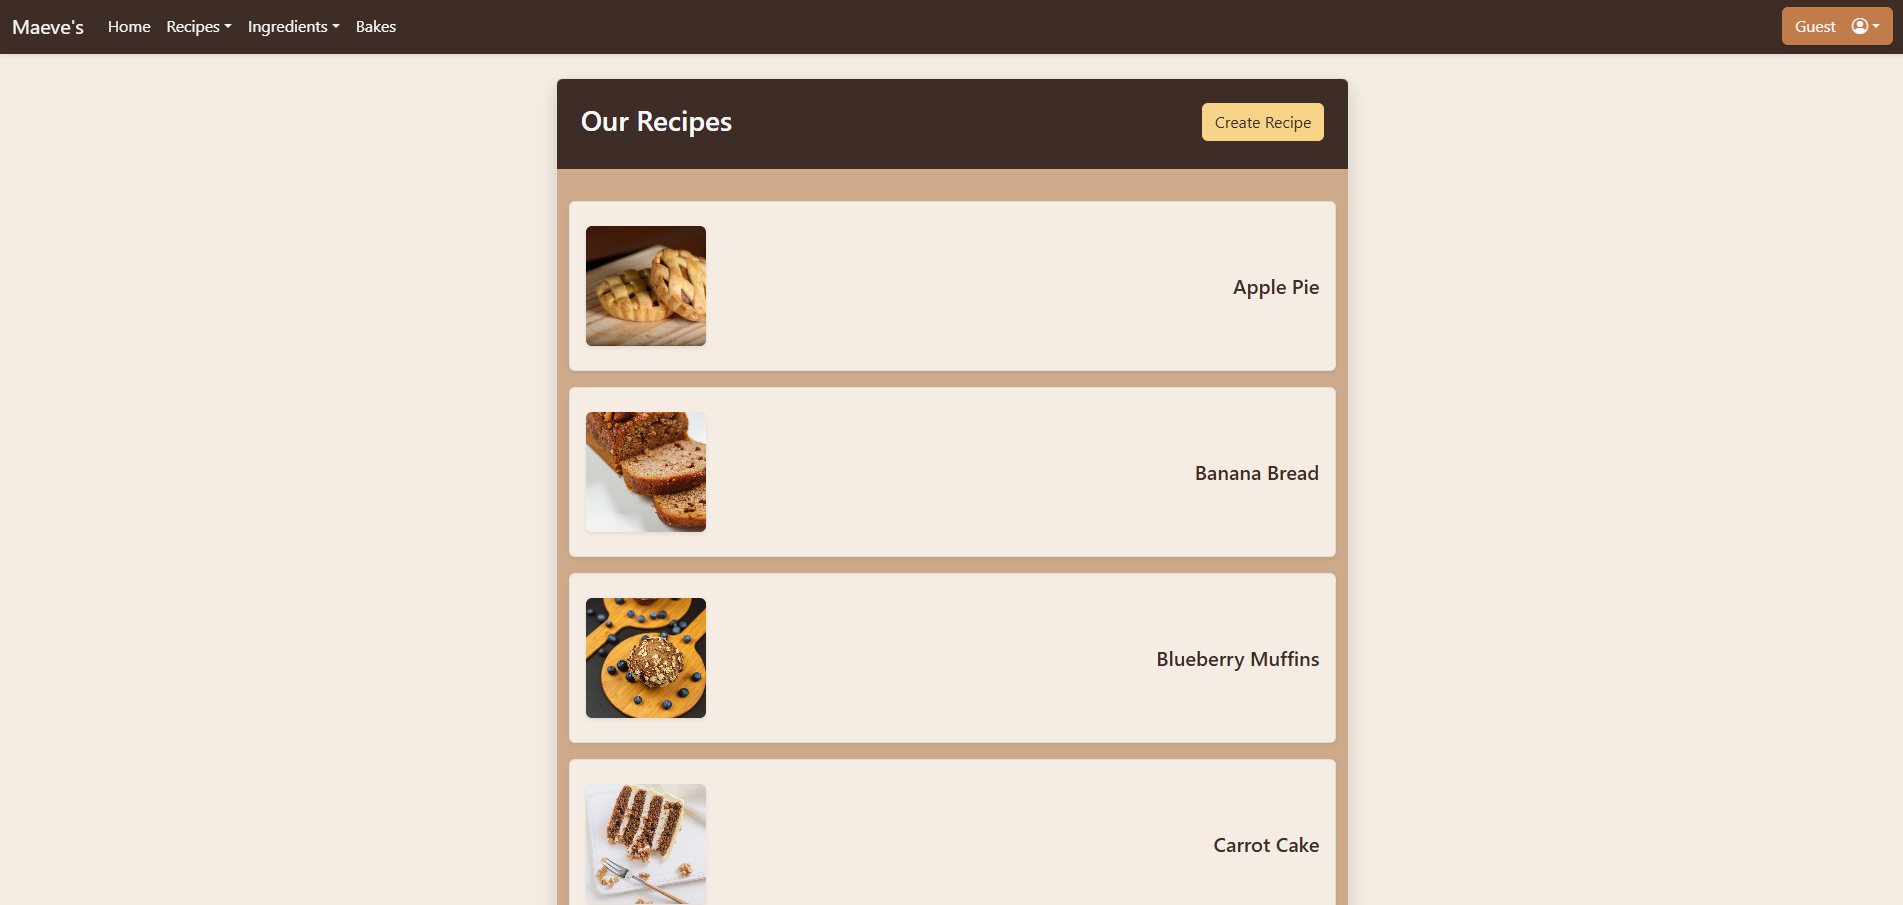 Maeve's Home Recipes Ingredients Bakes Guest
Our Recipes Create Recipe
Apple Pie
Banana Bread
Blueberry Muffins
Carrot Cake